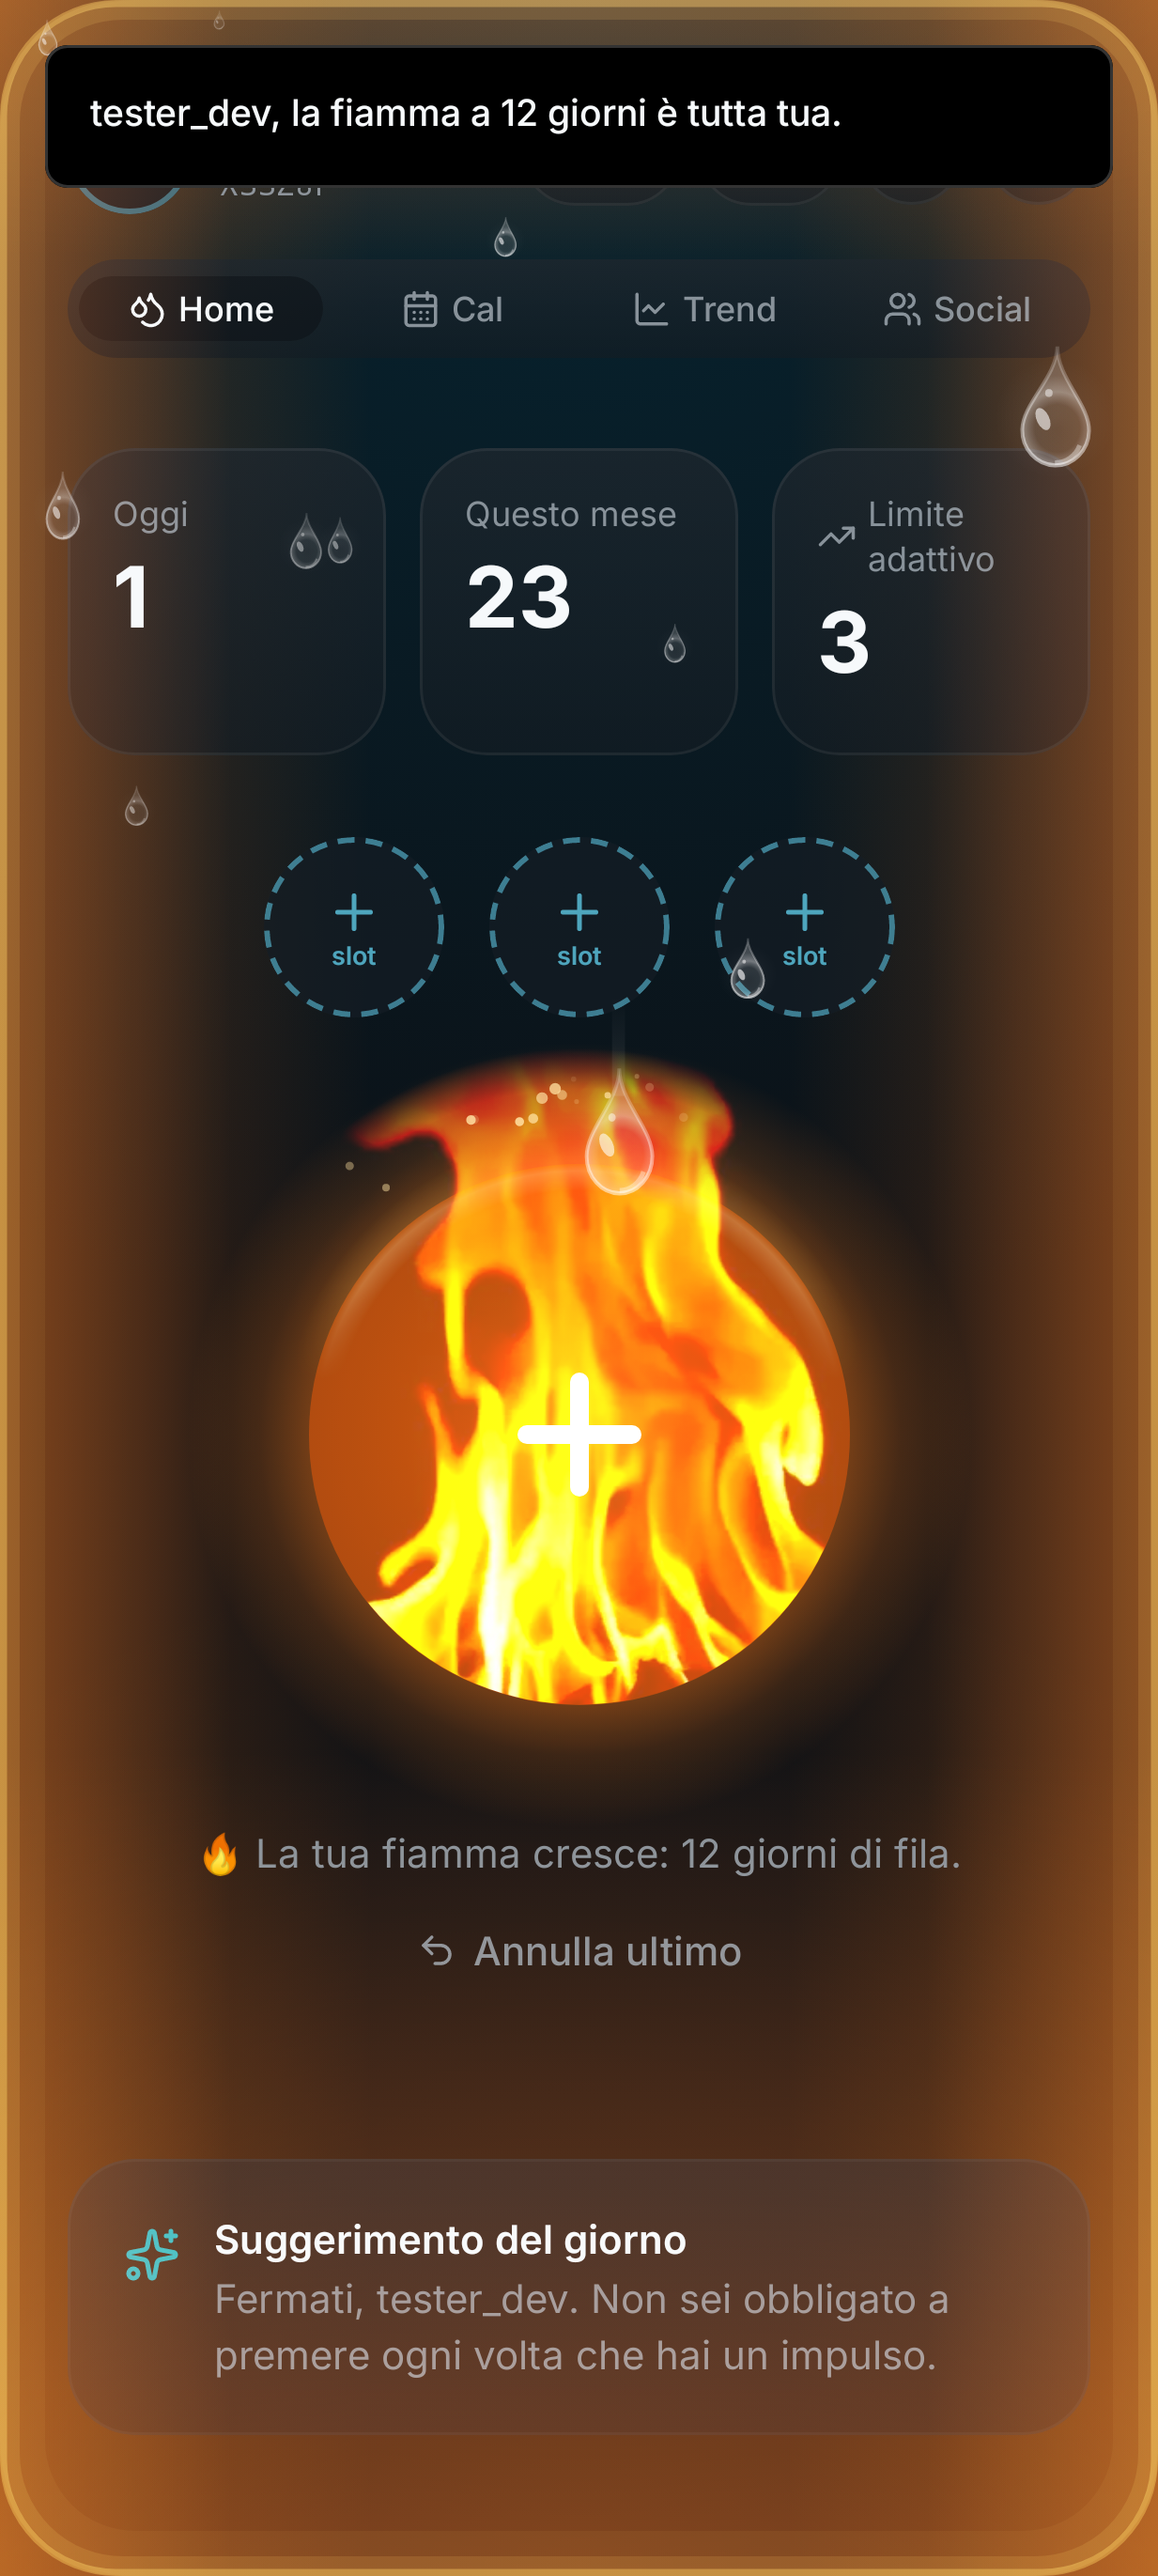 tester_dev, la fiamma a 12 giorni è tutta tua.
Home
Cal
Trend
Social
Oggi
1
Questo mese
23
Limite
adattivo
3
slot
slot
slot
🔥 La tua fiamma cresce: 12 giorni di fila.
Annulla ultimo
Suggerimento del giorno
Fermati, tester_dev. Non sei obbligato a
premere ogni volta che hai un impulso.